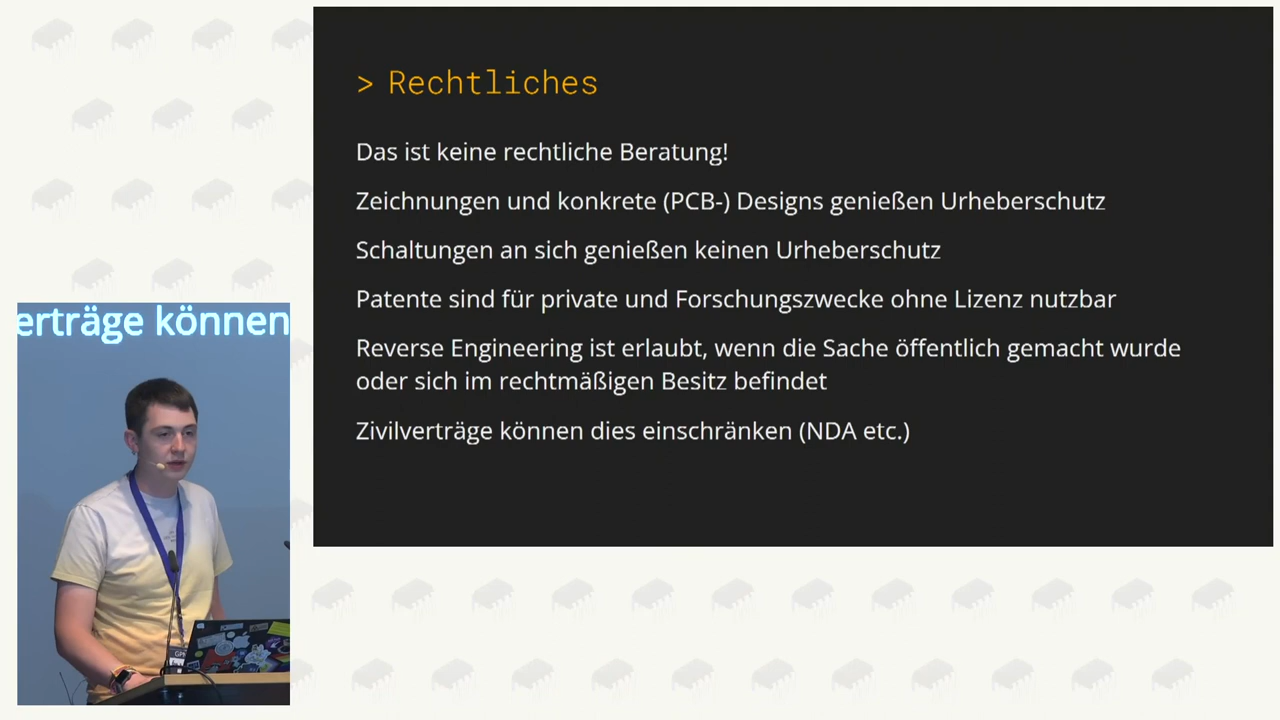 > Rechtliches
Das ist keine rechtliche Beratung!
Zeichnungen und konkrete (PCB-) Designs genießen Urheberschutz
Schaltungen an sich genießen keinen Urheberschutz
Patente sind für private und Forschungszwecke ohne Lizenz nutzbar
Reverse Engineering ist erlaubt, wenn die Sache öffentlich gemacht wurde
oder sich im rechtmäßigen Besitz befindet
Zivilverträge können dies einschränken (NDA etc.)
erträge können